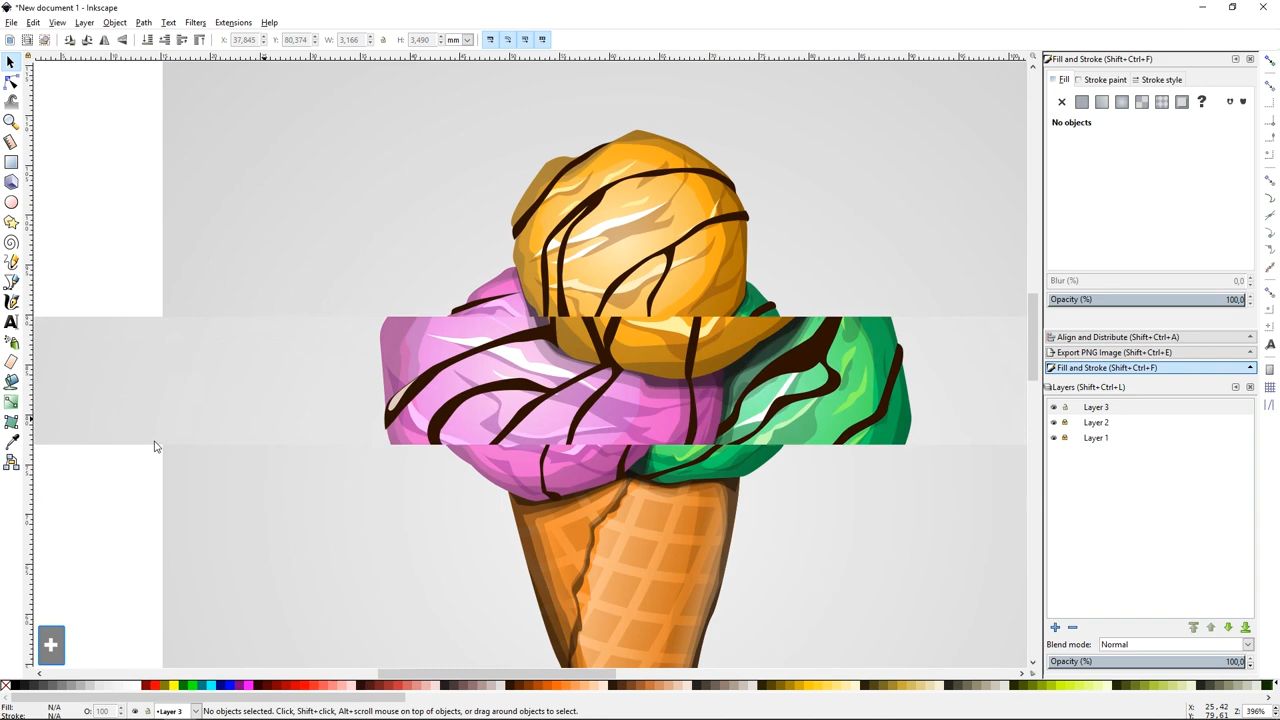 *New document 1 - Inkscape
File Edit View Layer Object Path Text Filters Extensions Help
X: 37,845 Y: 80,374 W: 3,166 H: 3,490 mm
Fill and Stroke (Shift+Ctrl+F)
Fill Stroke paint Stroke style
No objects
Blur (%) 0,0
Opacity (%) 100,0
Align and Distribute (Shift+Ctrl+A)
Export PNG Image (Shift+Ctrl+E)
Fill and Stroke (Shift+Ctrl+F)
Layers (Shift+Ctrl+L)
Layer 3
Layer 2
Layer 1
Blend mode: Normal
Opacity (%) 100,0
Fill: N/A
Stroke: N/A
O: 100
•Layer 3
No objects selected. Click, Shift+click, Alt+scroll mouse on top of objects, or drag around objects to select.
X: 25,42
Y: 79,61
Z: 396%